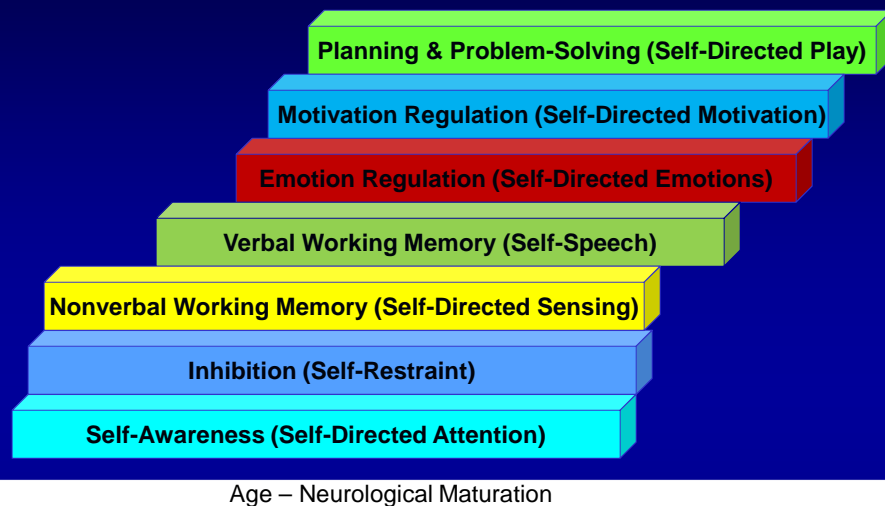 Planning & Problem-Solving (Self-Directed Play)
Motivation Regulation (Self-Directed Motivation)
Emotion Regulation (Self-Directed Emotions)
Verbal Working Memory (Self-Speech)
Nonverbal Working Memory (Self-Directed Sensing)
Inhibition (Self-Restraint)
Self-Awareness (Self-Directed Attention)
Age – Neurological Maturation